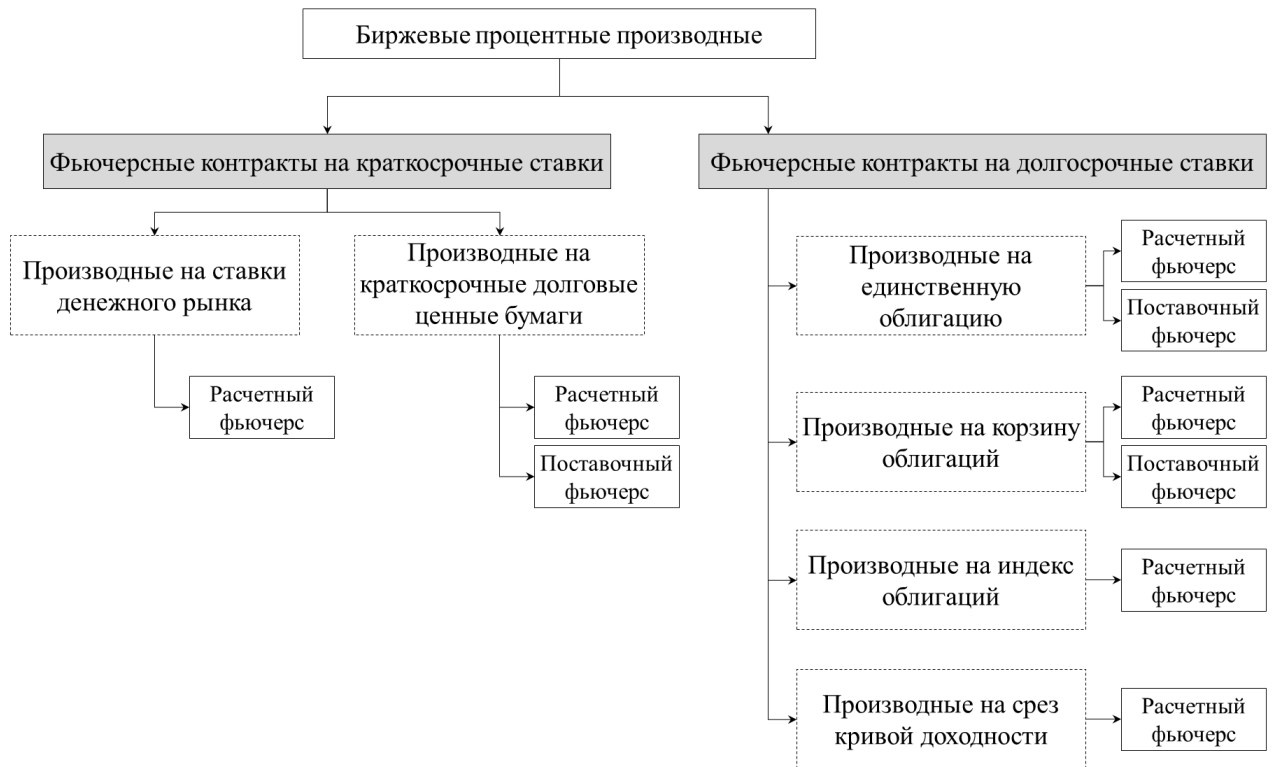 Биржевые процентные производные
Фьючерсные контракты на краткосрочные ставки
Фьючерсные контракты на долгосрочные ставки
Производные на ставки
денежного рынка
Расчетный
фьючерс
Производные на
краткосрочные долговые
ценные бумаги
Расчетный
фьючерс
Поставочный
фьючерс
Производные на
единственную
облигацию
Расчетный
фьючерс
Поставочный
фьючерс
Производные на корзину
облигаций
Расчетный
фьючерс
Поставочный
фьючерс
Производные на индекс
облигаций
Расчетный
фьючерс
Производные на срез
кривой доходности
Расчетный
фьючерс